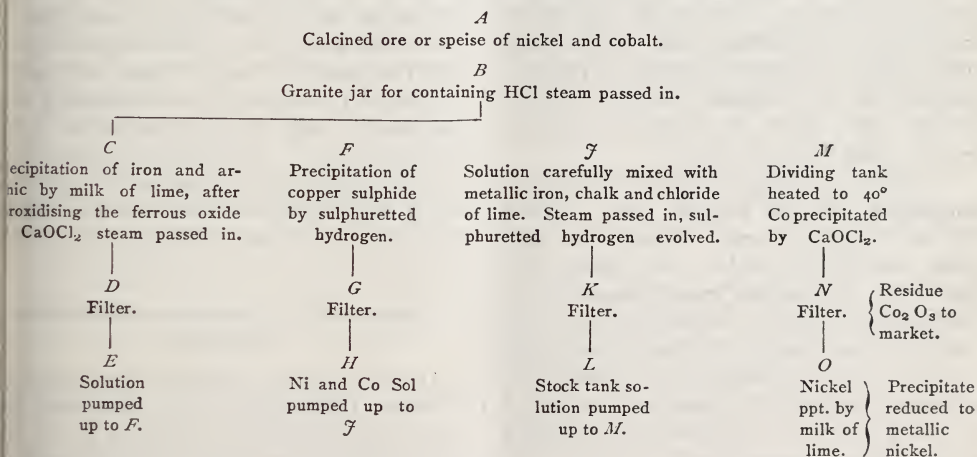 A
Calcined ore or speise of nickel and cobalt.
B
Granite jar for containing HCl steam passed in.
C
ecipitation of iron and ar-
nic by milk of lime, after
roxidising the ferrous oxide
CaOCl₂ steam passed in.
D
Filter.
E
Solution
pumped
up to F.
F
Precipitation of
copper sulphide
by sulphuretted
hydrogen.
G
Filter.
H
Ni and Co Sol
pumped up to
J
J
Solution carefully mixed with
metallic iron, chalk and chloride
of lime. Steam passed in, sul-
phuretted hydrogen evolved.
K
Filter.
L
Stock tank so-
lution pumped
up to M.
M
Dividing tank
heated to 40°
Co precipitated
by CaOCl₂.
N
Filter.
Residue
Co₂ O₃ to
market.
O
Nickel
ppt. by
milk of
lime.
Precipitate
reduced to
metallic
nickel.